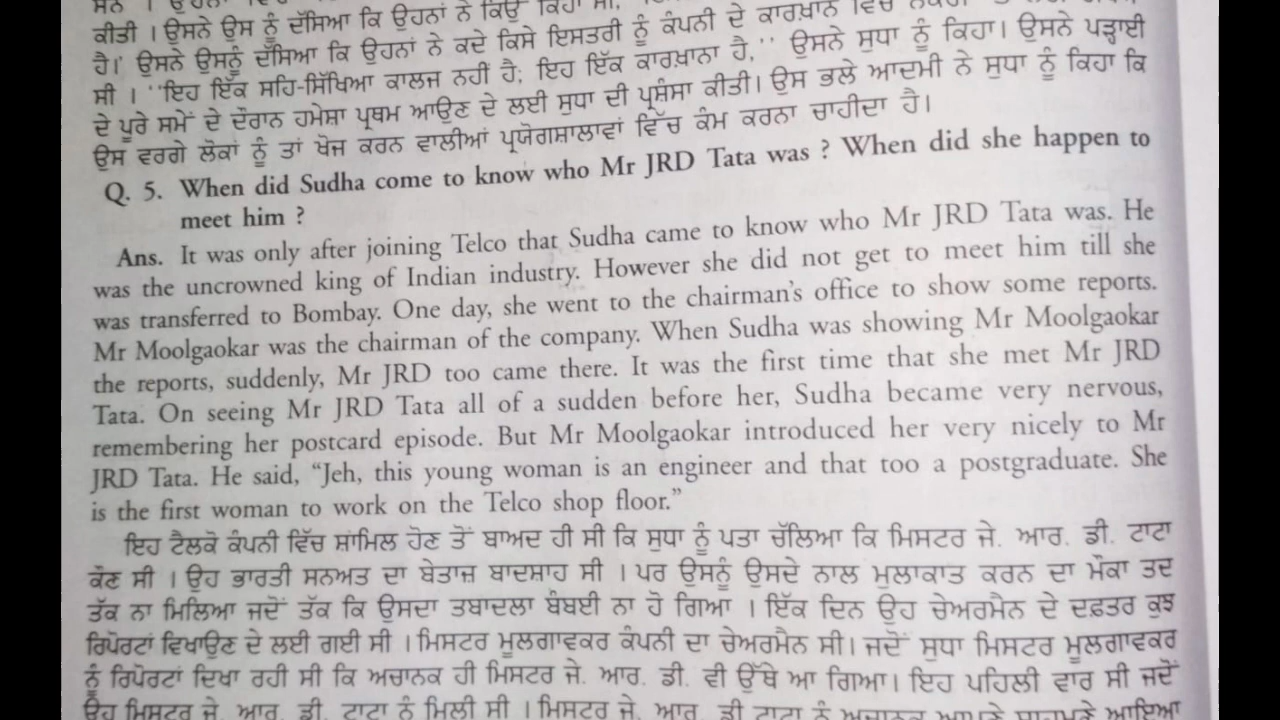 ਕੀਤੀ । ਉਸਨੇ ਉਸ ਨੂੰ ਦੱਸਿਆ ਕਿ ਉਹਨਾਂ ਨੇ ਕਿਉਂ ਕਿਹਾ ਸੀ,
ਹੈ। ਉਸਨੇ ਉਸਨੂੰ ਦੱਸਿਆ ਕਿ ਉਹਨਾਂ ਨੇ ਕਦੇ ਕਿਸੇ ਇਸਤਰੀ ਨੂੰ ਕੰਪਨੀ ਦੇ ਕਾਰਖ਼ਾਨੇ ਵਿੱਚ
ਸੀ । ''ਇਹ ਇੱਕ ਸਹਿ-ਸਿੱਖਿਆ ਕਾਲਜ ਨਹੀਂ ਹੈ; ਇਹ ਇੱਕ ਕਾਰਖ਼ਾਨਾ ਹੈ,'' ਉਸਨੇ ਸੁਧਾ ਨੂੰ ਕਿਹਾ। ਉਸਨੇ ਪੜ੍ਹਾਈ
ਦੇ ਪੂਰੇ ਸਮੇਂ ਦੇ ਦੌਰਾਨ ਹਮੇਸ਼ਾ ਪ੍ਰਥਮ ਆਉਣ ਦੇ ਲਈ ਸੁਧਾ ਦੀ ਪ੍ਰਸ਼ੰਸਾ ਕੀਤੀ। ਉਸ ਭਲੇ ਆਦਮੀ ਨੇ ਸੁਧਾ ਨੂੰ ਕਿਹਾ ਕਿ
ਉਸ ਵਰਗੇ ਲੋਕਾਂ ਨੂੰ ਤਾਂ ਖੋਜ ਕਰਨ ਵਾਲੀਆਂ ਪ੍ਰਯੋਗਸ਼ਾਲਾਵਾਂ ਵਿੱਚ ਕੰਮ ਕਰਨਾ ਚਾਹੀਦਾ ਹੈ।
Q. 5. When did Sudha come to know who Mr JRD Tata was ? When did she happen to
meet him ?
Ans. It was only after joining Telco that Sudha came to know who Mr JRD Tata was. He
was the uncrowned king of Indian industry. However she did not get to meet him till she
was transferred to Bombay. One day, she went to the chairman's office to show some reports.
Mr Moolgaokar was the chairman of the company. When Sudha was showing Mr Moolgaokar
the reports, suddenly, Mr JRD too came there. It was the first time that she met Mr JRD
Tata. On seeing Mr JRD Tata all of a sudden before her, Sudha became very nervous,
remembering her postcard episode. But Mr Moolgaokar introduced her very nicely to Mr
JRD Tata. He said, “Jeh, this young woman is an engineer and that too a postgraduate. She
is the first woman to work on the Telco shop floor.”
ਇਹ ਟੈਲਕੋ ਕੰਪਨੀ ਵਿੱਚ ਸ਼ਾਮਿਲ ਹੋਣ ਤੋਂ ਬਾਅਦ ਹੀ ਸੀ ਕਿ ਸੁਧਾ ਨੂੰ ਪਤਾ ਚੱਲਿਆ ਕਿ ਮਿਸਟਰ ਜੇ. ਆਰ. ਡੀ. ਟਾਟਾ
ਕੌਣ ਸੀ । ਉਹ ਭਾਰਤੀ ਸਨਅਤ ਦਾ ਬੇਤਾਜ਼ ਬਾਦਸ਼ਾਹ ਸੀ । ਪਰ ਉਸਨੂੰ ਉਸਦੇ ਨਾਲ ਮੁਲਾਕਾਤ ਕਰਨ ਦਾ ਮੌਕਾ ਤਦ
ਤੱਕ ਨਾ ਮਿਲਿਆ ਜਦੋਂ ਤੱਕ ਕਿ ਉਸਦਾ ਤਬਾਦਲਾ ਬੰਬਈ ਨਾ ਹੋ ਗਿਆ । ਇੱਕ ਦਿਨ ਉਹ ਚੇਅਰਮੈਨ ਦੇ ਦਫ਼ਤਰ ਕੁਝ
ਰਿਪੋਰਟਾਂ ਵਿਖਾਉਣ ਦੇ ਲਈ ਗਈ ਸੀ । ਮਿਸਟਰ ਮੂਲਗਾਵਕਰ ਕੰਪਨੀ ਦਾ ਚੇਅਰਮੈਨ ਸੀ। ਜਦੋਂ ਸੁਧਾ ਮਿਸਟਰ ਮੂਲਗਾਵਕਰ
ਨੂੰ ਰਿਪੋਰਟਾਂ ਦਿਖਾ ਰਹੀ ਸੀ ਕਿ ਅਚਾਨਕ ਹੀ ਮਿਸਟਰ ਜੇ. ਆਰ. ਡੀ. ਵੀ ਉੱਥੇ ਆ ਗਿਆ। ਇਹ ਪਹਿਲੀ ਵਾਰ ਸੀ ਜਦੋਂ
ਉਹ ਮਿਸਟਰ ਜੇ. ਆਰ. ਡੀ. ਟਾਟਾ ਨੂੰ ਮਿਲੀ ਸੀ । ਮਿਸਟਰ ਜੇ. ਆਰ. ਡੀ ਟਾਟਾ ਨੂੰ ਅਚਾਨਕ ਆਪਣੇ ਸਾਹਮਣੇ ਆਇਆ